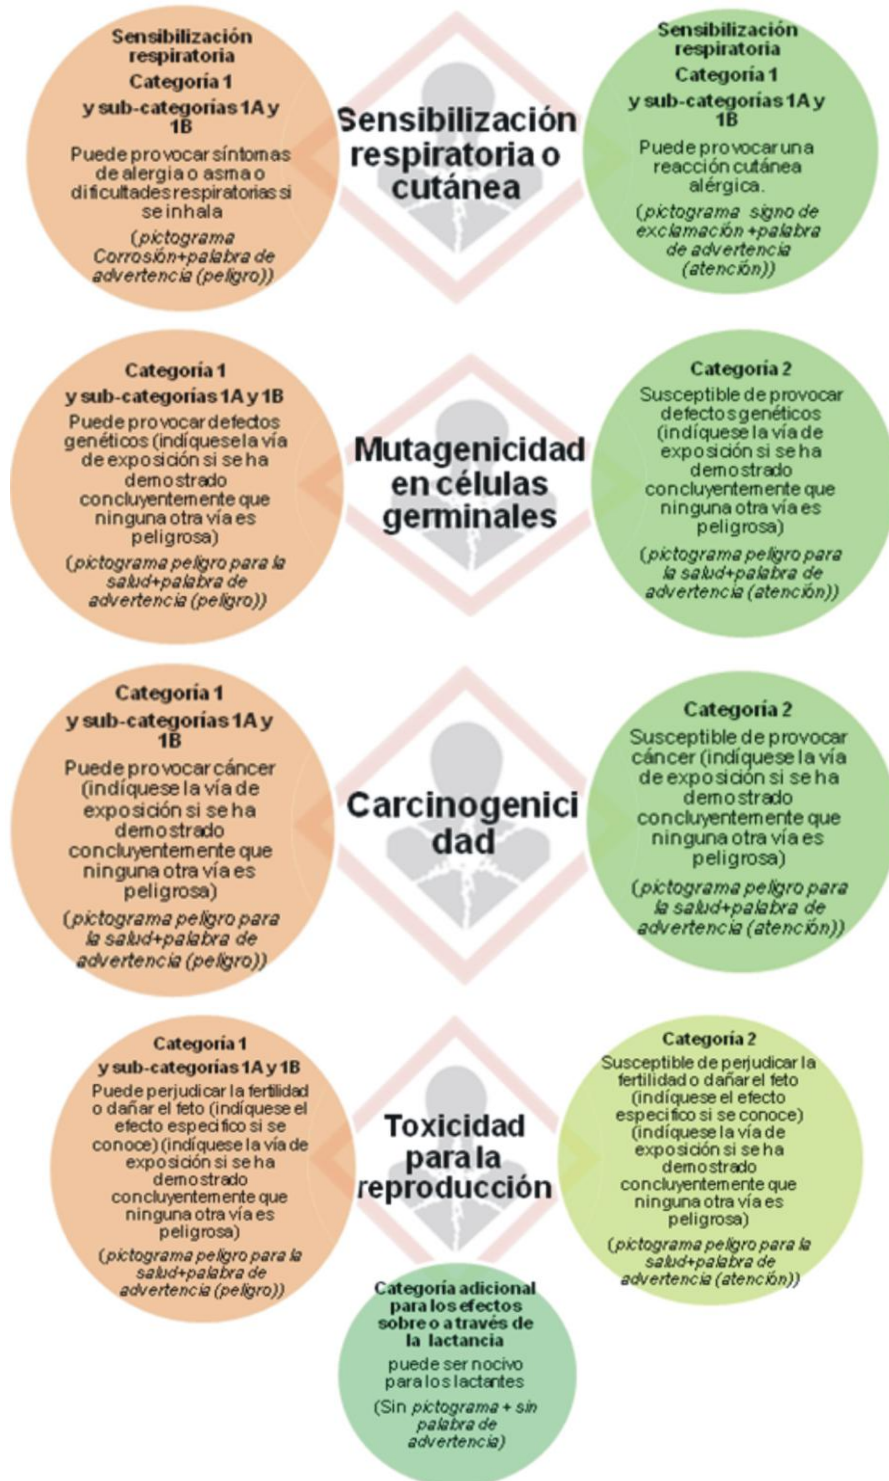 Sensibilización
respiratoria
Categoría 1
y sub-categorías 1A y
1B
Puede provocar síntomas
de alergia o asma o
dificultades respiratorias si
se inhala
(pictograma
Corrosión+palabra de
advertencia (peligro))
Sensibilización
respiratoria o
cutánea
Sensibilización
respiratoria
Categoría 1
y sub-categorías 1A y
1B
Puede provocar una
reacción cutánea
alérgica.
(pictograma signo de
exclamación +palabra
de advertencia
(atención))
Categoría 1
y sub-categorías 1A y 1B
Puede provocar defectos
genéticos (indíquese la vía
de exposición si se ha
demostrado
concluyentemente que
ninguna otra vía es
peligrosa)
(pictograma peligro para la
salud+palabra de
advertencia (peligro))
Mutagenicidad
en células
germinales
Categoría 2
Susceptible de provocar
defectos genéticos
(indíquese la vía de
exposición si se ha
demostrado
concluyentemente que
ninguna otra vía es
peligrosa)
(pictograma peligro para
la salud+palabra de
advertencia (atención))
Categoría 1
y sub-categorías 1A y
1B
Puede provocar cáncer
(indíquese la vía de
exposición si se ha
demostrado
concluyentemente que
ninguna otra vía es
peligrosa)
(pictograma peligro para
la salud+palabra de
advertencia (peligro))
Carcinogenici
dad
Categoría 2
Susceptible de provocar
cáncer (indíquese la vía
de exposición si se ha
demostrado
concluyentemente que
ninguna otra vía es
peligrosa)
(pictograma peligro para
la salud+palabra de
advertencia (atención))
Categoría 1
y sub-categorías 1A y 1B
Puede perjudicar la fertilidad
o dañar el feto (indíquese el
efecto especifico si se
conoce) (indíquese la vía de
exposición si se ha
demostrado
concluyentemente que
ninguna otra vía es
peligrosa)
(pictograma peligro para la
salud+palabra de
advertencia (peligro))
Toxicidad
para la
reproducción
Categoría 2
Susceptible de perjudicar la
fertilidad o dañar el feto
(indíquese el efecto
especifico si se conoce)
(indíquese la vía de
exposición si se ha
demostrado
concluyentemente que
ninguna otra vía es
peligrosa)
(pictograma peligro para la
salud+palabra de
advertencia (atención))
Categoría adicional
para los efectos
sobre o a través de
la lactancia
puede ser nocivo
para los lactantes
(Sin pictograma + sin
palabra de
advertencia)